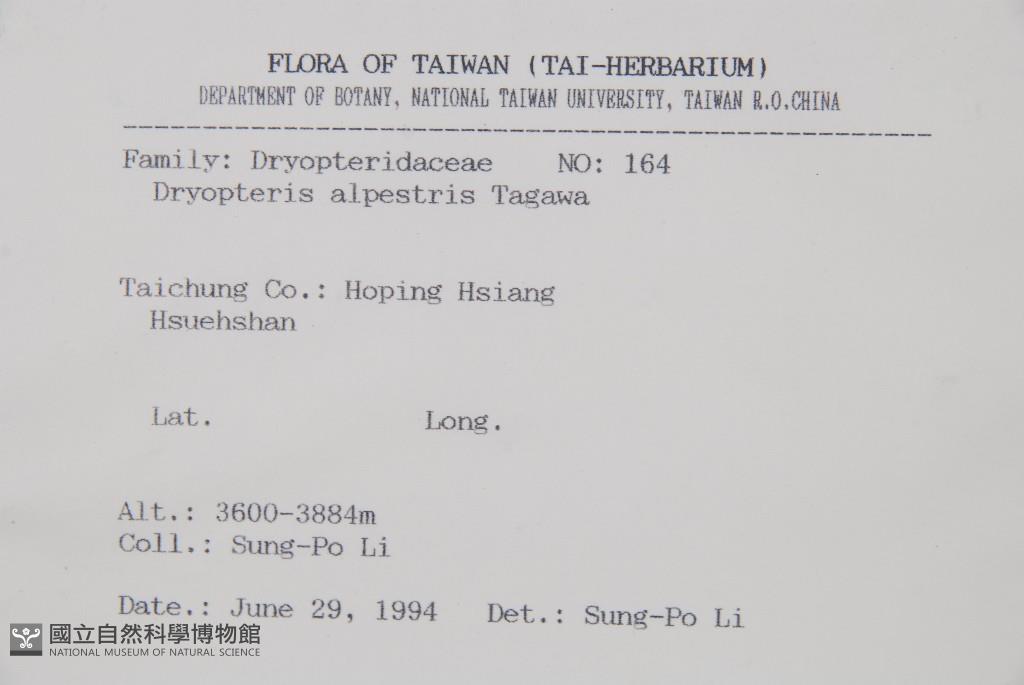 FLORA OF TAIWAN (TAI-HERBARIUM)
DEPARTMENT OF BOTANY, NATIONAL TAIWAN UNIVERSITY, TAIWAN R.O.CHINA
Family: Dryopteridaceae NO: 164
Dryopteris alpestris Tagawa
Taichung Co.: Hoping Hsiang
Hsuehshan
Lat. Long.
Alt.: 3600-3884m
Coll.: Sung-Po Li
Date.: June 29, 1994 Det.: Sung-Po Li
國立自然科學博物館
NATIONAL MUSEUM OF NATURAL SCIENCE